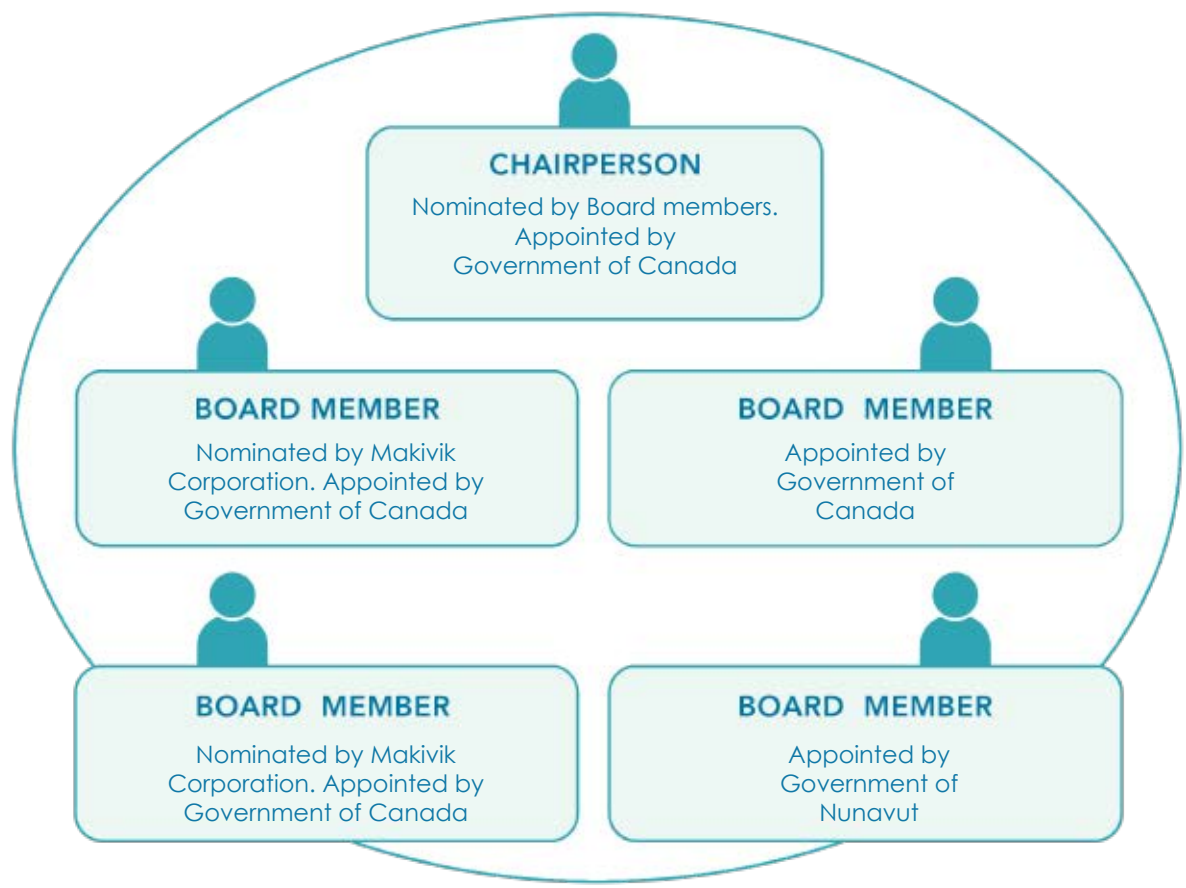 CHAIRPERSON
Nominated by Board members.
Appointed by
Government of Canada
BOARD MEMBER
Nominated by Makivik
Corporation. Appointed by
Government of Canada
BOARD MEMBER
Appointed by
Government of
Canada
BOARD MEMBER
Nominated by Makivik
Corporation. Appointed by
Government of Canada
BOARD MEMBER
Appointed by
Government of
Nunavut